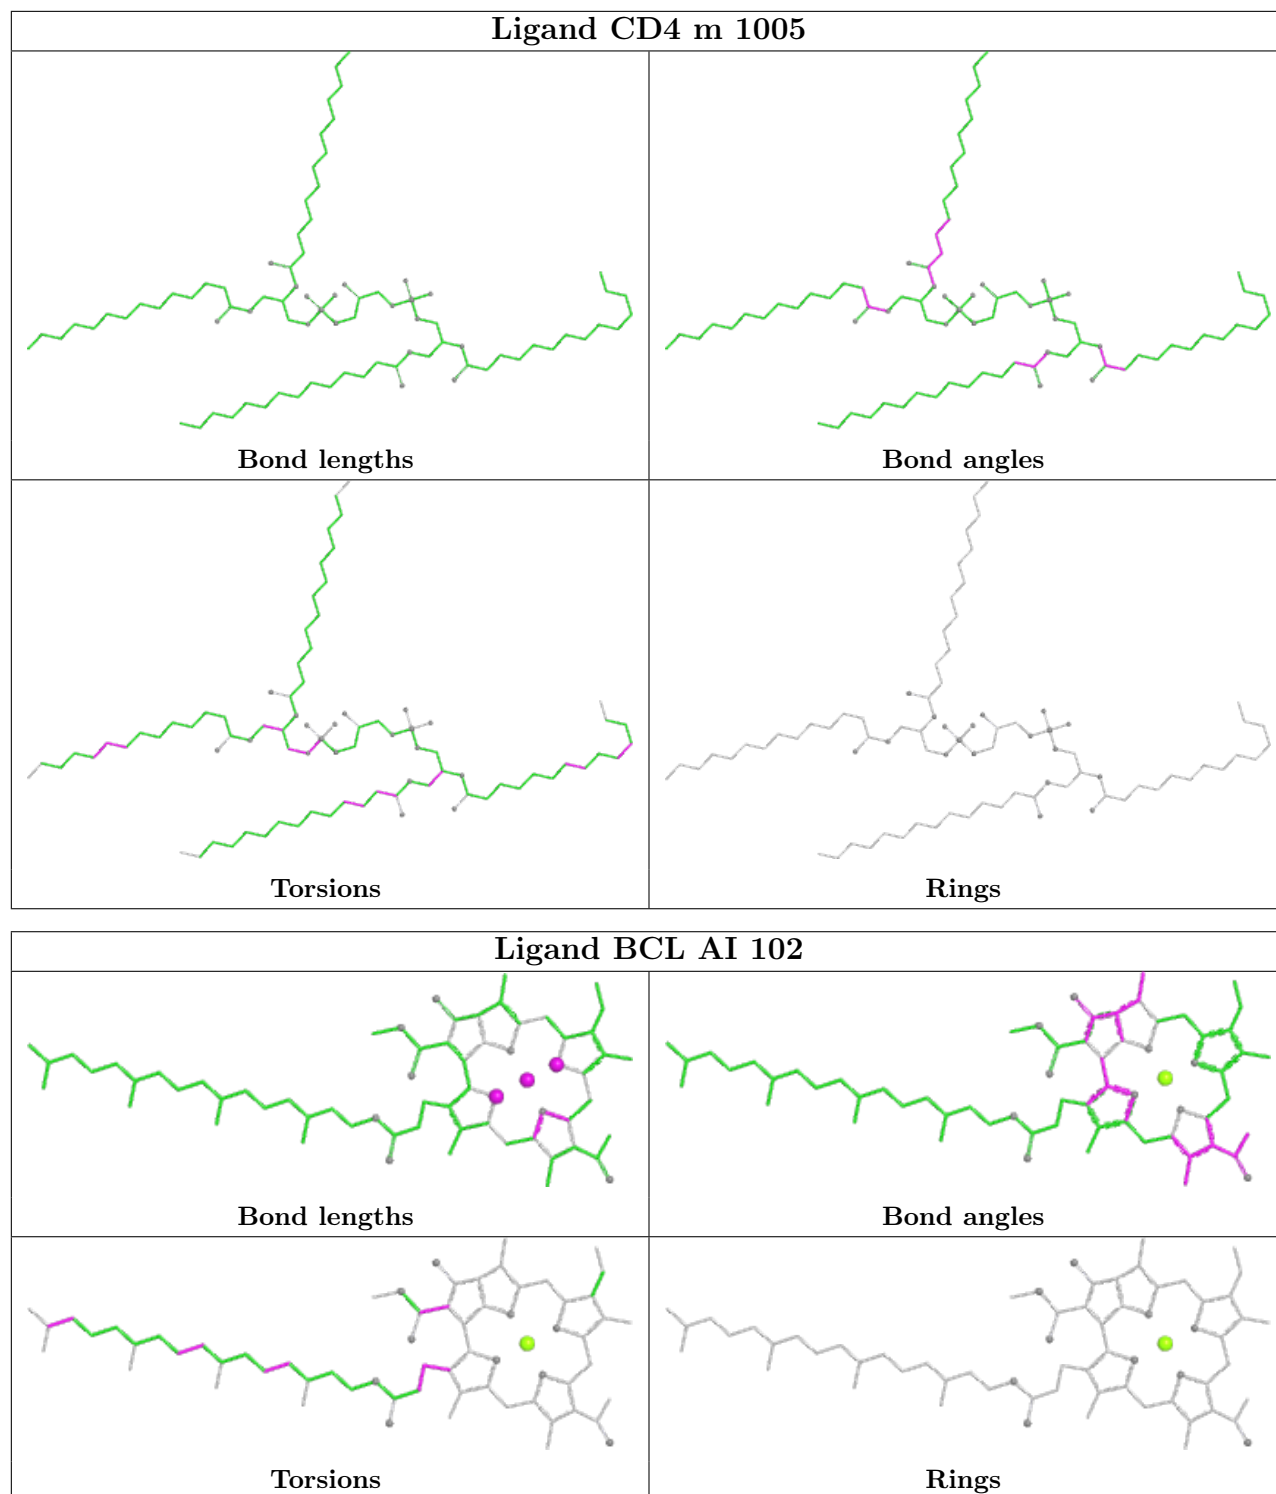 Ligand CD4 m 1005
Bond lengths
Bond angles
Torsions
Rings
Ligand BCL AI 102
Bond lengths
Bond angles
Torsions
Rings